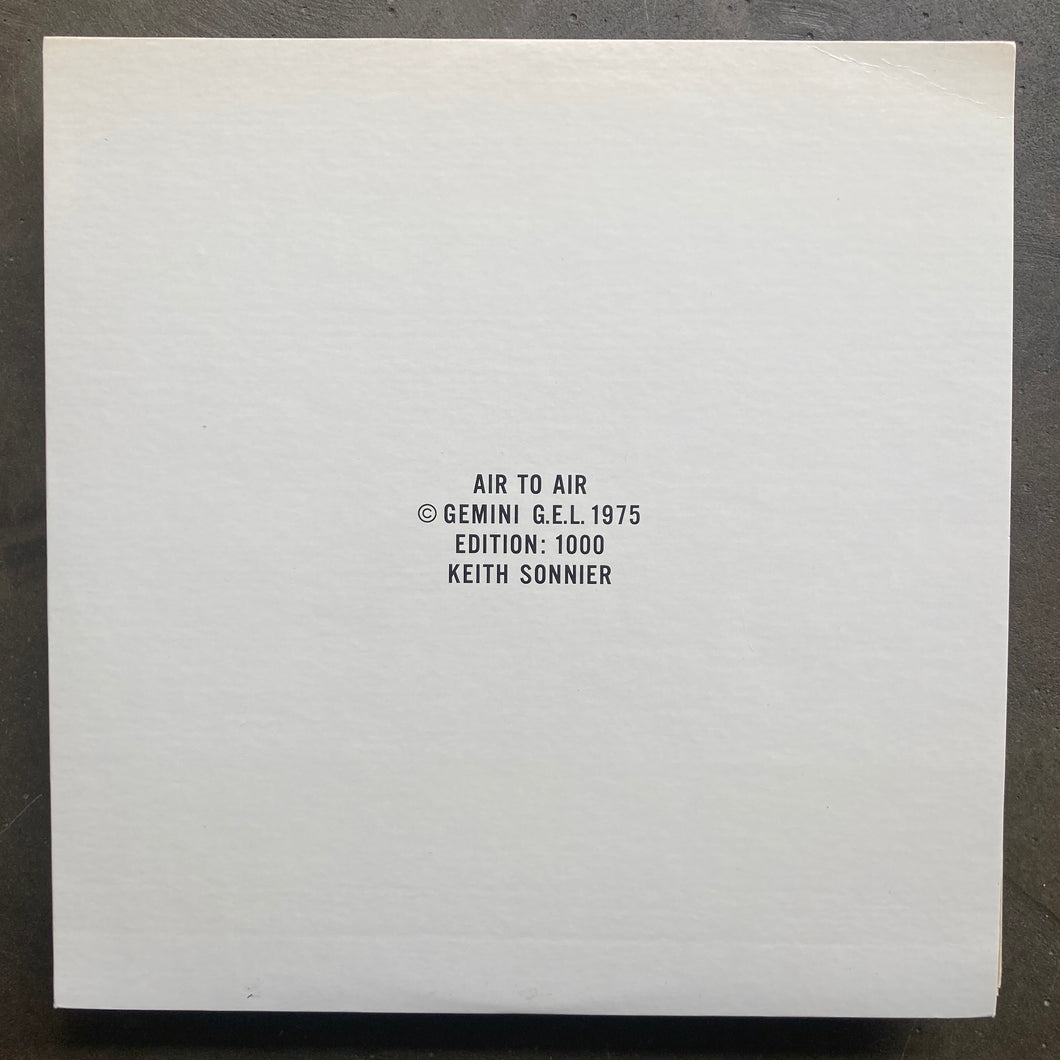 AIR TO AIR
© GEMINI G.E.L. 1975
EDITION: 1000
KEITH SONNIER